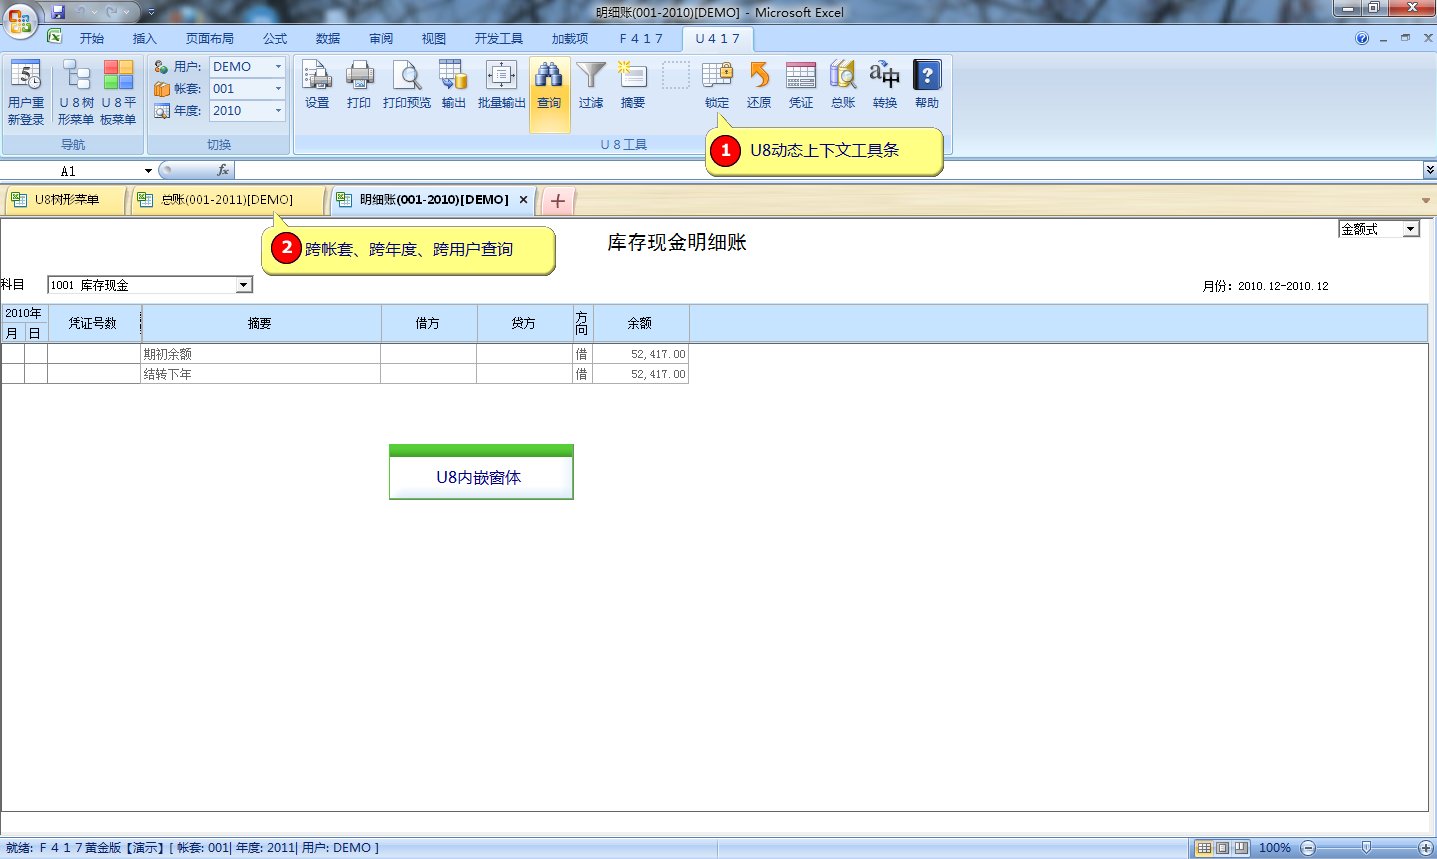 明细账(001-2010)[DEMO] - Microsoft Excel
开始 插入 页面布局 公式 数据 审阅 视图 开发工具 加载项 F417 U417
用户重新登录 U8树形菜单 U8平板菜单
用户: DEMO
帐套: 001
年度: 2010
设置 打印 打印预览 输出 批量输出 查询 过滤 摘要 锁定 还原 凭证 总账 转换 帮助
导航 切换 U8工具
1 U8动态上下文工具条
A1 fx
U8树形菜单 总账(001-2011)[DEMO] 明细账(001-2010)[DEMO]
2 跨帐套、跨年度、跨用户查询
库存现金明细账
金额式
科目 1001 库存现金
月份: 2010.12-2010.12
2010年 凭证号数 摘要 借方 贷方 方向 余额
月 日
期初余额 借 52,417.00
结转下年 借 52,417.00
U8内嵌窗体
就绪: F417黄金版【演示】[ 帐套: 001| 年度: 2011| 用户: DEMO ]
100%